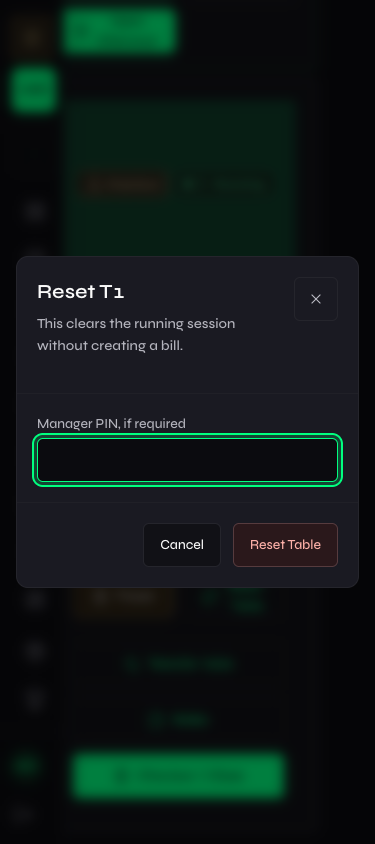 Reset T1
This clears the running session
without creating a bill.
Manager PIN, if required
Cancel
Reset Table